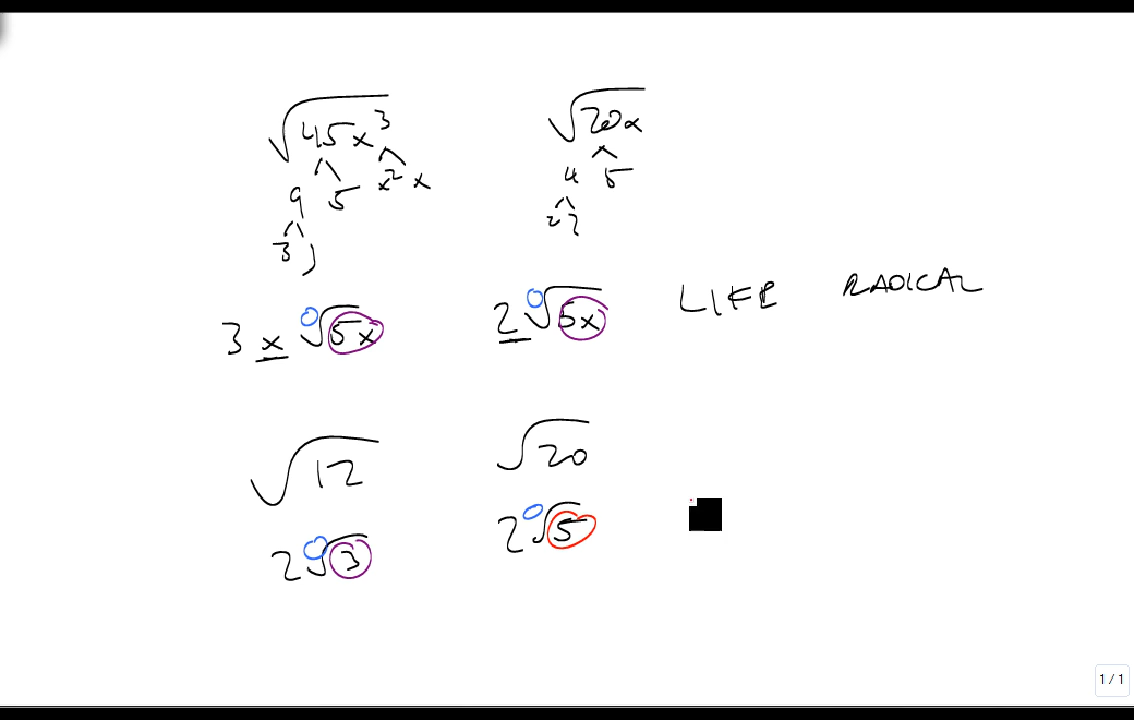 √45x³ √20x
9 5 x² x 4 5
3 2 2
3x√5x 2√5x LIKE RADICAL
√12 √20
2√3 2√5
1 / 1